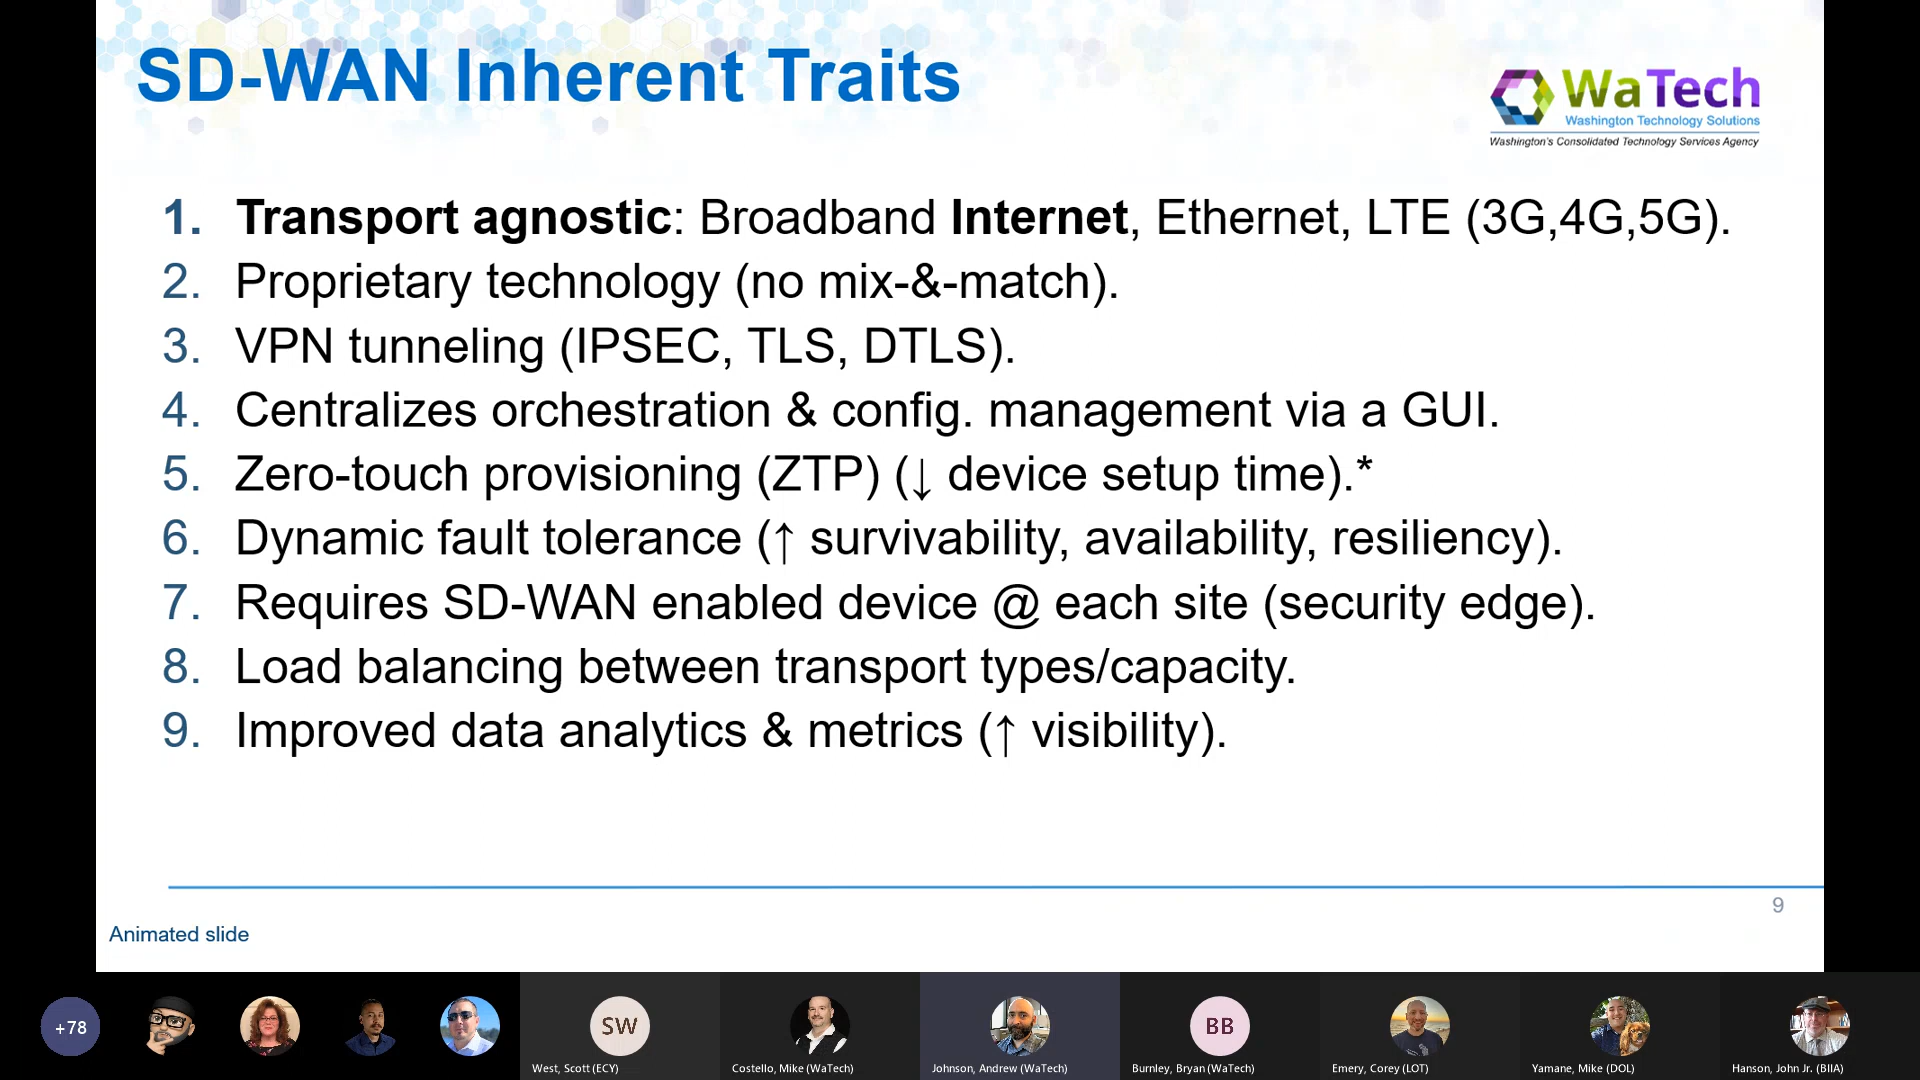 SD-WAN Inherent Traits
WaTech
Washington Technology Solutions
Washington's Consolidated Technology Services Agency
1. Transport agnostic: Broadband Internet, Ethernet, LTE (3G,4G,5G).
2. Proprietary technology (no mix-&-match).
3. VPN tunneling (IPSEC, TLS, DTLS).
4. Centralizes orchestration & config. management via a GUI.
5. Zero-touch provisioning (ZTP) (↓ device setup time).*
6. Dynamic fault tolerance (↑ survivability, availability, resiliency).
7. Requires SD-WAN enabled device @ each site (security edge).
8. Load balancing between transport types/capacity.
9. Improved data analytics & metrics (↑ visibility).
9
Animated slide
+78
SW
BB
West, Scott (ECY)
Costello, Mike (WaTech)
Johnson, Andrew (WaTech)
Burnley, Bryan (WaTech)
Emery, Corey (LOT)
Yamane, Mike (DOL)
Hanson, John Jr. (BIIA)